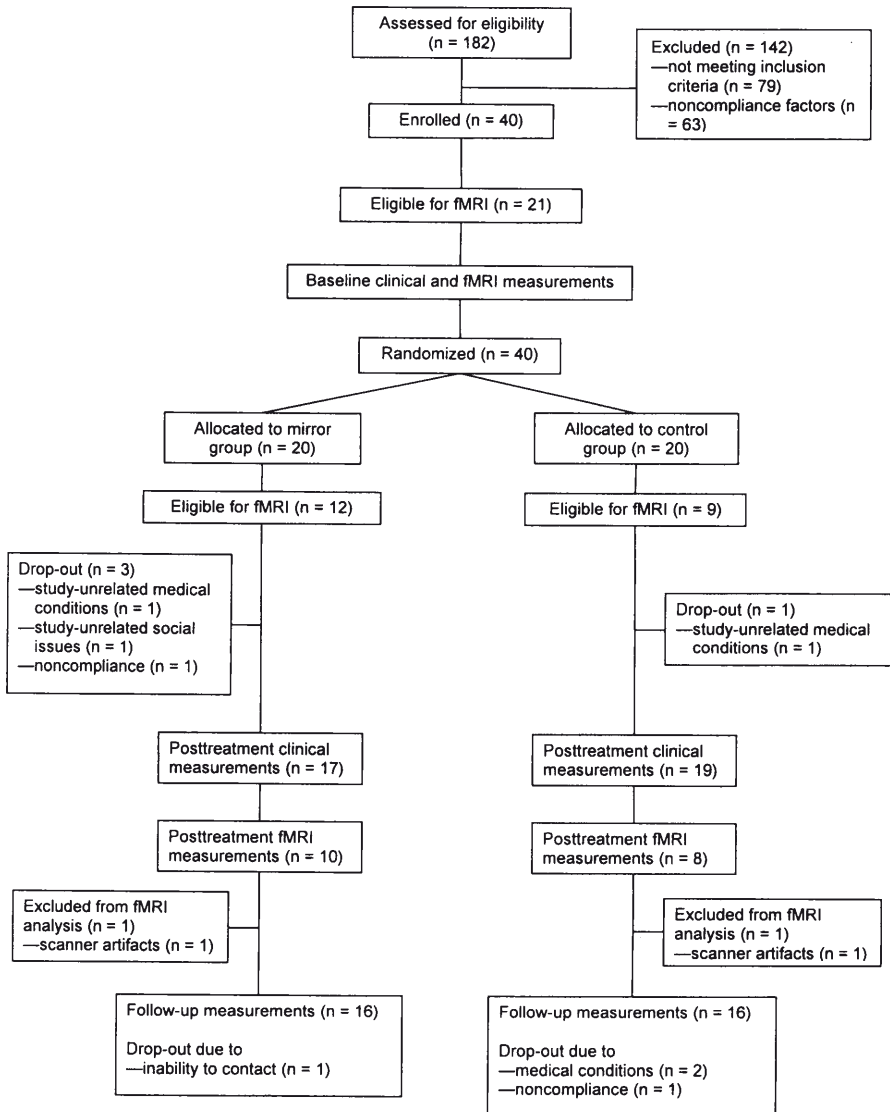 Assessed for eligibility
(n = 182)
Excluded (n = 142)
—not meeting inclusion
criteria (n = 79)
—noncompliance factors (n
= 63)
Enrolled (n = 40)
Eligible for fMRI (n = 21)
Baseline clinical and fMRI measurements
Randomized (n = 40)
Allocated to mirror
group (n = 20)
Allocated to control
group (n = 20)
Eligible for fMRI (n = 12)
Eligible for fMRI (n = 9)
Drop-out (n = 3)
—study-unrelated medical
conditions (n = 1)
—study-unrelated social
issues (n = 1)
—noncompliance (n = 1)
Drop-out (n = 1)
—study-unrelated medical
conditions (n = 1)
Posttreatment clinical
measurements (n = 17)
Posttreatment clinical
measurements (n = 19)
Posttreatment fMRI
measurements (n = 10)
Posttreatment fMRI
measurements (n = 8)
Excluded from fMRI
analysis (n = 1)
—scanner artifacts (n = 1)
Excluded from fMRI
analysis (n = 1)
—scanner artifacts (n = 1)
Follow-up measurements (n = 16)
Drop-out due to
—inability to contact (n = 1)
Follow-up measurements (n = 16)
Drop-out due to
—medical conditions (n = 2)
—noncompliance (n = 1)